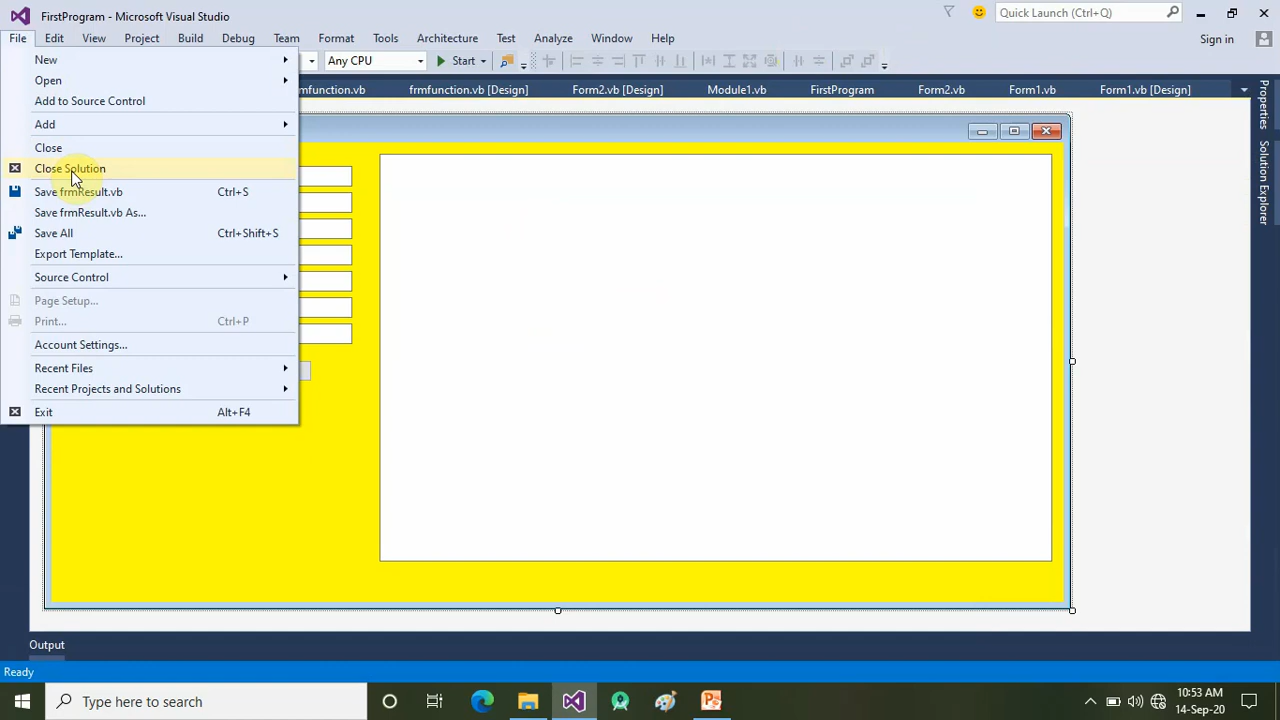 FirstProgram - Microsoft Visual Studio
Quick Launch (Ctrl+Q)
File Edit View Project Build Debug Team Format Tools Architecture Test Analyze Window Help
Sign in
Any CPU
Start
mfunction.vb
frmfunction.vb [Design]
Form2.vb [Design]
Module1.vb
FirstProgram
Form2.vb
Form1.vb
Form1.vb [Design]
New
Open
Add to Source Control
Add
Close
Close Solution
Save frmResult.vb Ctrl+S
Save frmResult.vb As...
Save All Ctrl+Shift+S
Export Template...
Source Control
Page Setup...
Print... Ctrl+P
Account Settings...
Recent Files
Recent Projects and Solutions
Exit Alt+F4
Properties
Solution Explorer
Output
Ready
Type here to search
10:53 AM
14-Sep-20